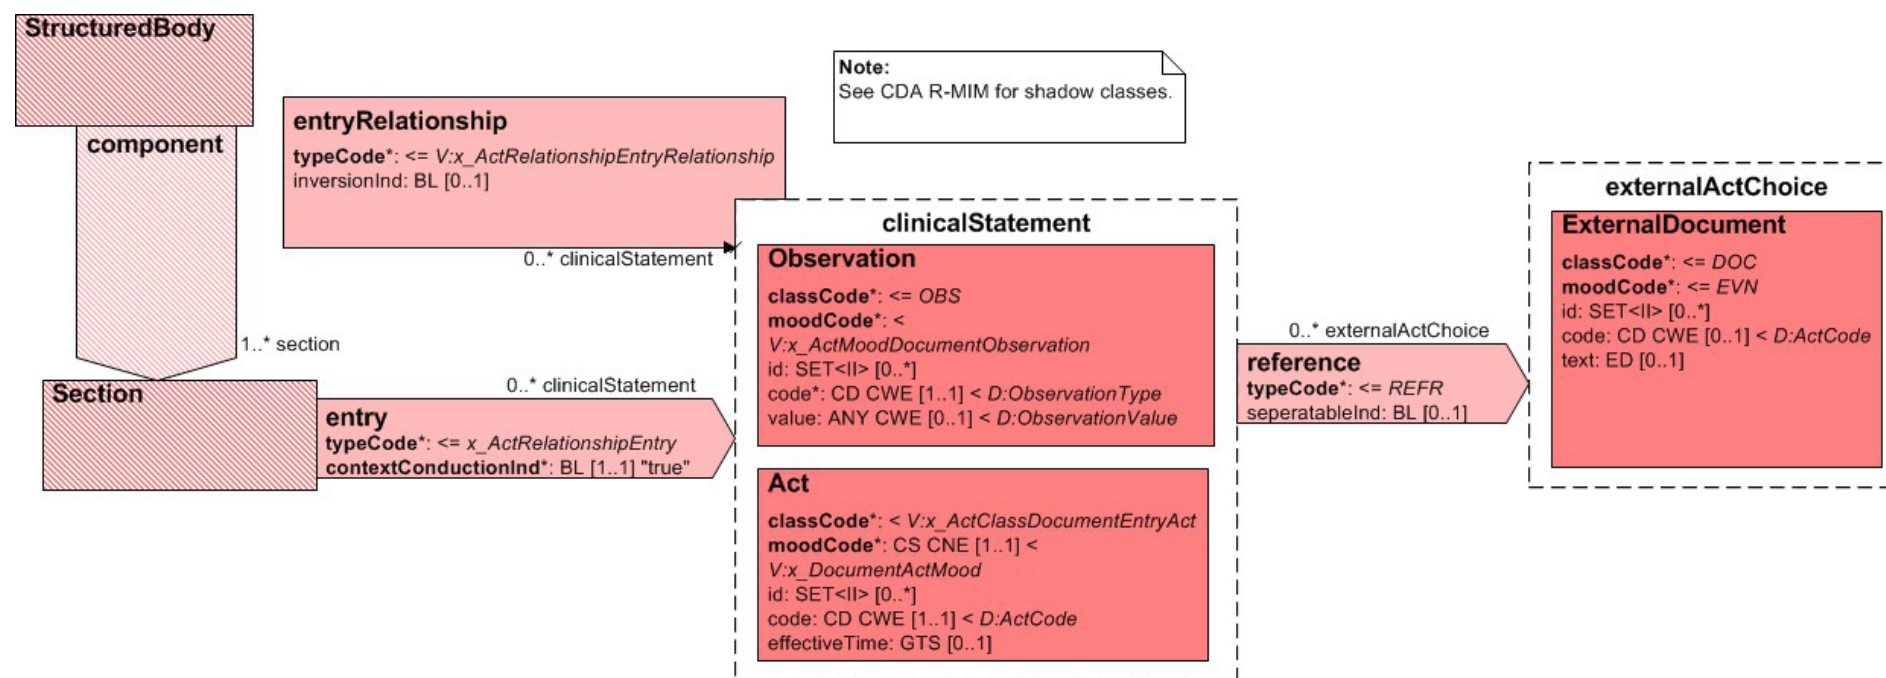 StructuredBody
component
1..* section
Section
entryRelationship
typeCode*: <= V:x_ActRelationshipEntryRelationship
inversionInd: BL [0..1]
0..* clinicalStatement
0..* clinicalStatement
entry
typeCode*: <= x_ActRelationshipEntry
contextConductionInd*: BL [1..1] "true"
Note:
See CDA R-MIM for shadow classes.
clinicalStatement
Observation
classCode*: <= OBS
moodCode*: <
V:x_ActMoodDocumentObservation
id: SET<II> [0..*]
code*: CD CWE [1..1] < D:ObservationType
value: ANY CWE [0..1] < D:ObservationValue
Act
classCode*: < V:x_ActClassDocumentEntryAct
moodCode*: CS CNE [1..1] <
V:x_DocumentActMood
id: SET<II> [0..*]
code: CD CWE [1..1] < D:ActCode
effectiveTime: GTS [0..1]
0..* externalActChoice
reference
typeCode*: <= REFR
seperatableInd: BL [0..1]
externalActChoice
ExternalDocument
classCode*: <= DOC
moodCode*: <= EVN
id: SET<II> [0..*]
code: CD CWE [0..1] < D:ActCode
text: ED [0..1]